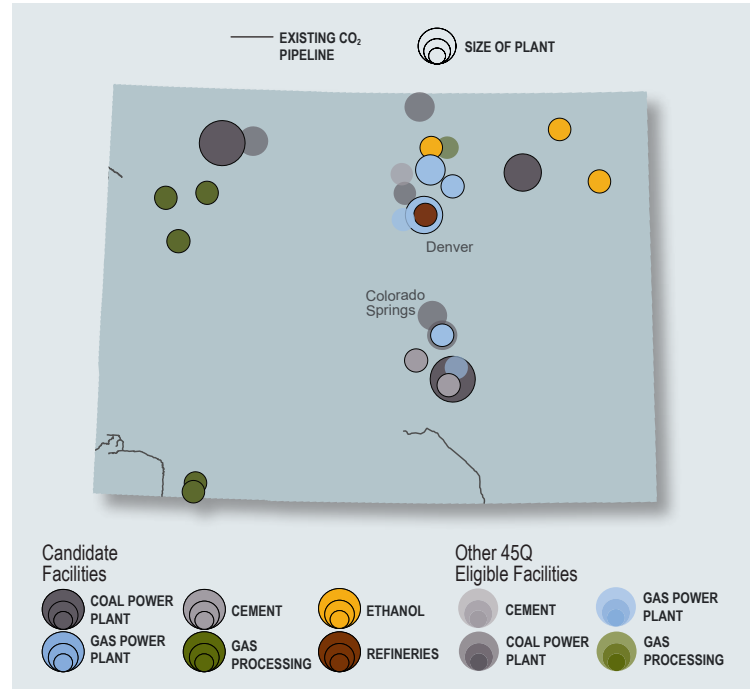 EXISTING CO₂
PIPELINE
SIZE OF PLANT
Denver
Colorado
Springs
Candidate
Facilities
COAL POWER
PLANT
CEMENT
ETHANOL
GAS POWER
PLANT
GAS
PROCESSING
REFINERIES
Other 45Q
Eligible Facilities
CEMENT
GAS POWER
PLANT
COAL POWER
PLANT
GAS
PROCESSING